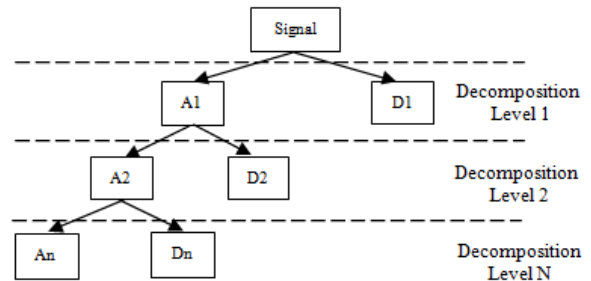 Signal
A1
D1
Decomposition
Level 1
A2
D2
Decomposition
Level 2
An
Dn
Decomposition
Level N